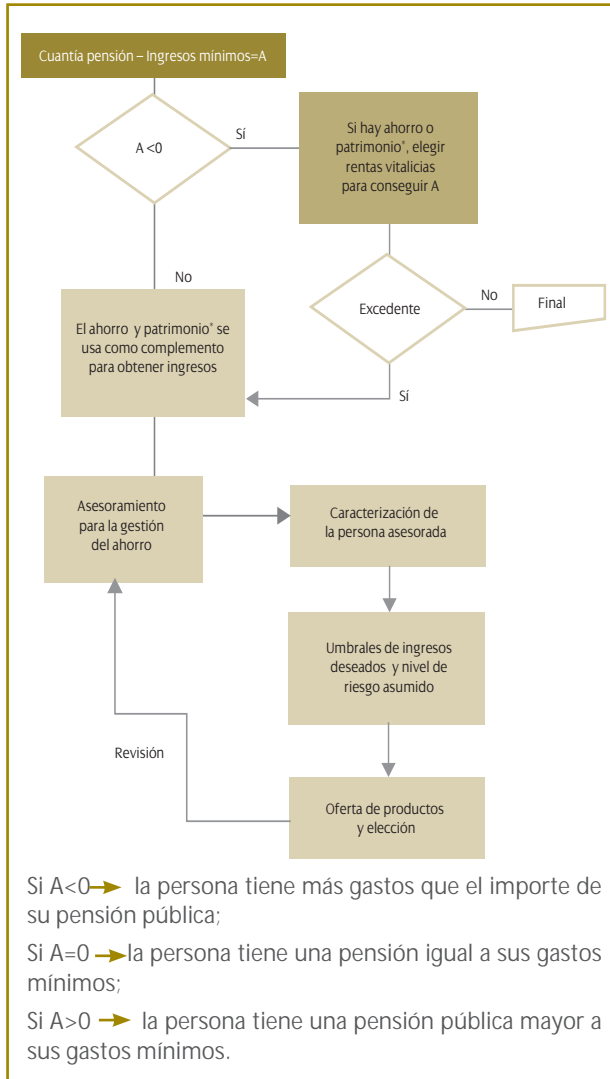 Cuantía pensión – Ingresos mínimos=A
A <0
Sí
Si hay ahorro o
patrimonio*, elegir
rentas vitalicias
para conseguir A
No
Excedente
No
Final
El ahorro y patrimonio* se
usa como complemento
para obtener ingresos
Sí
Asesoramiento
para la gestión
del ahorro
Caracterización de
la persona asesorada
Umbrales de ingresos
deseados y nivel de
riesgo asumido
Revisión
Oferta de productos
y elección
Si A<0→ la persona tiene más gastos que el importe de
su pensión pública;
Si A=0 →la persona tiene una pensión igual a sus gastos
mínimos;
Si A>0 → la persona tiene una pensión pública mayor a
sus gastos mínimos.